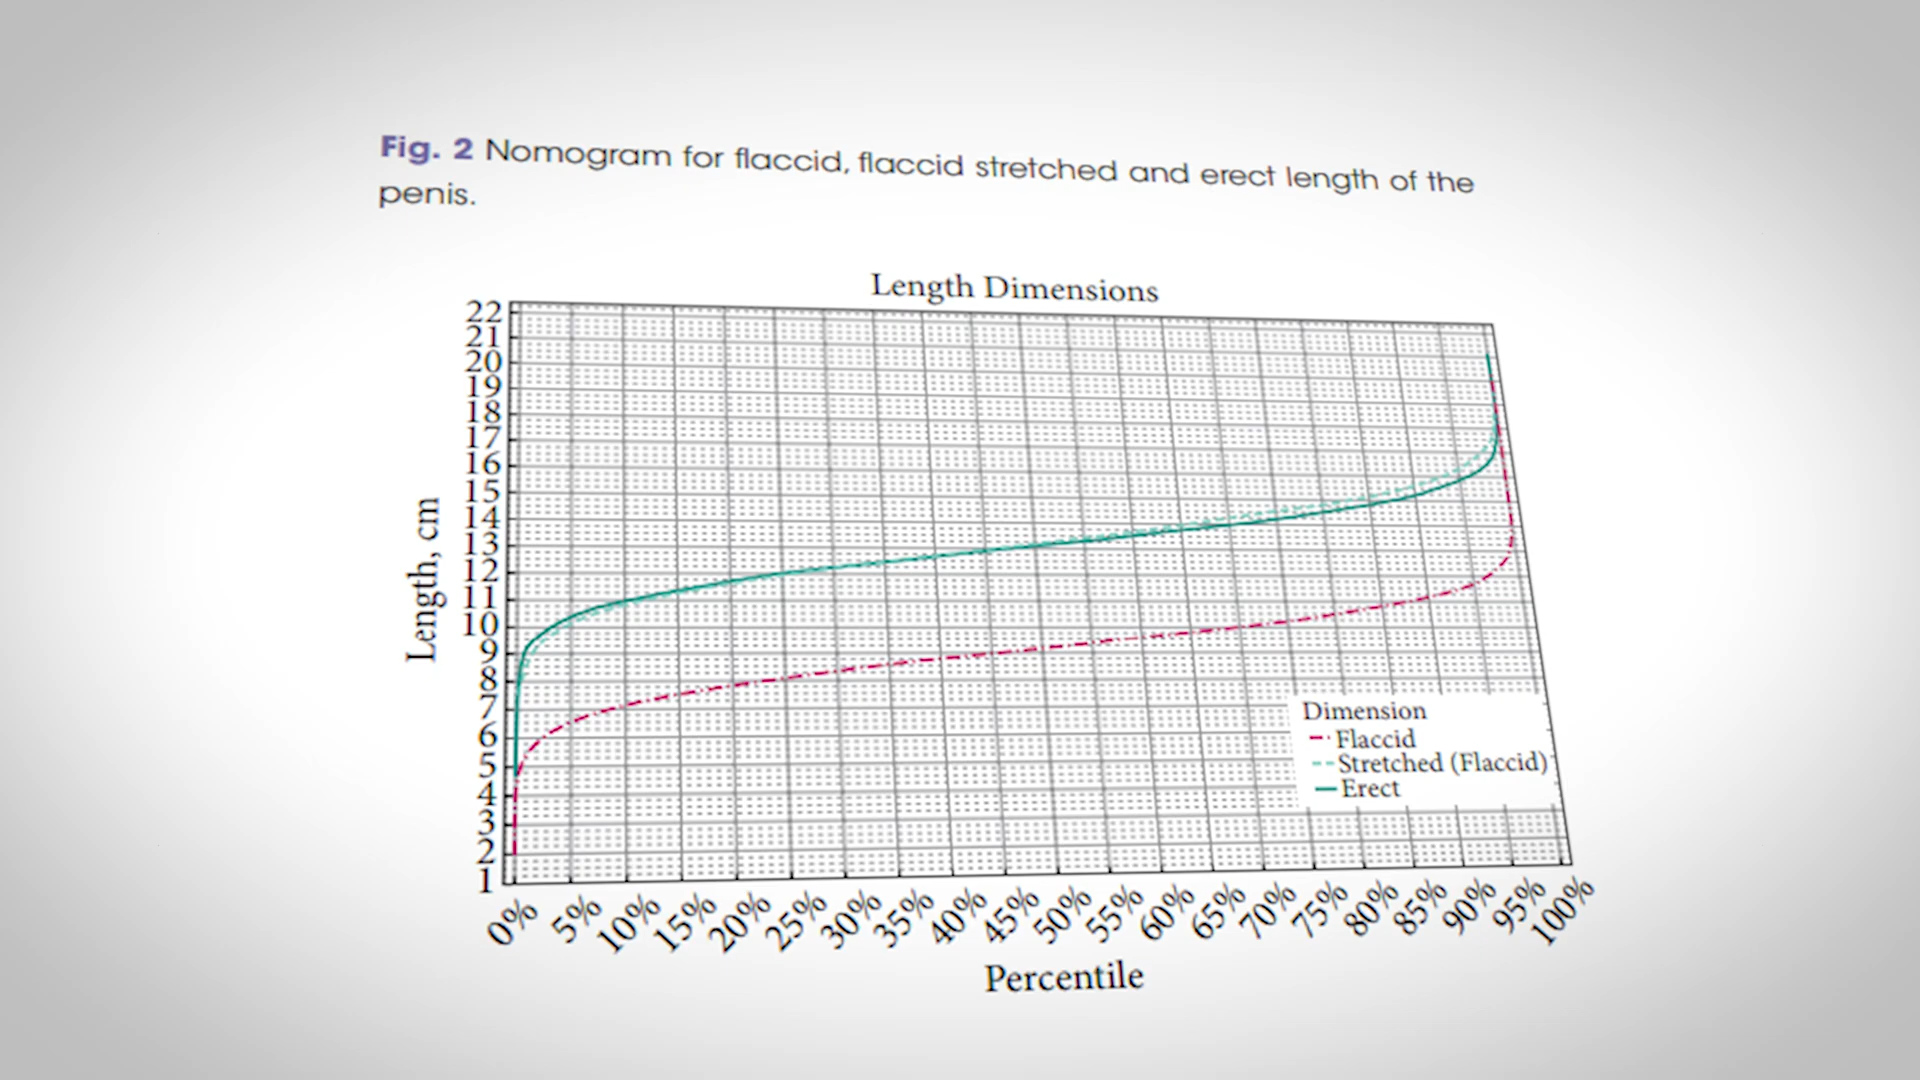 Fig. 2 Nomogram for flaccid, flaccid stretched and erect length of the
penis.
Length Dimensions
22
21
20
19
18
17
16
15
14
13
12
11
10
9
8
7
6
5
4
3
2
1
Length, cm
Dimension
Flaccid
Stretched (Flaccid)
Erect
0% 5% 10% 15% 20% 25% 30% 35% 40% 45% 50% 55% 60% 65% 70% 75% 80% 85% 90% 95% 100%
Percentile